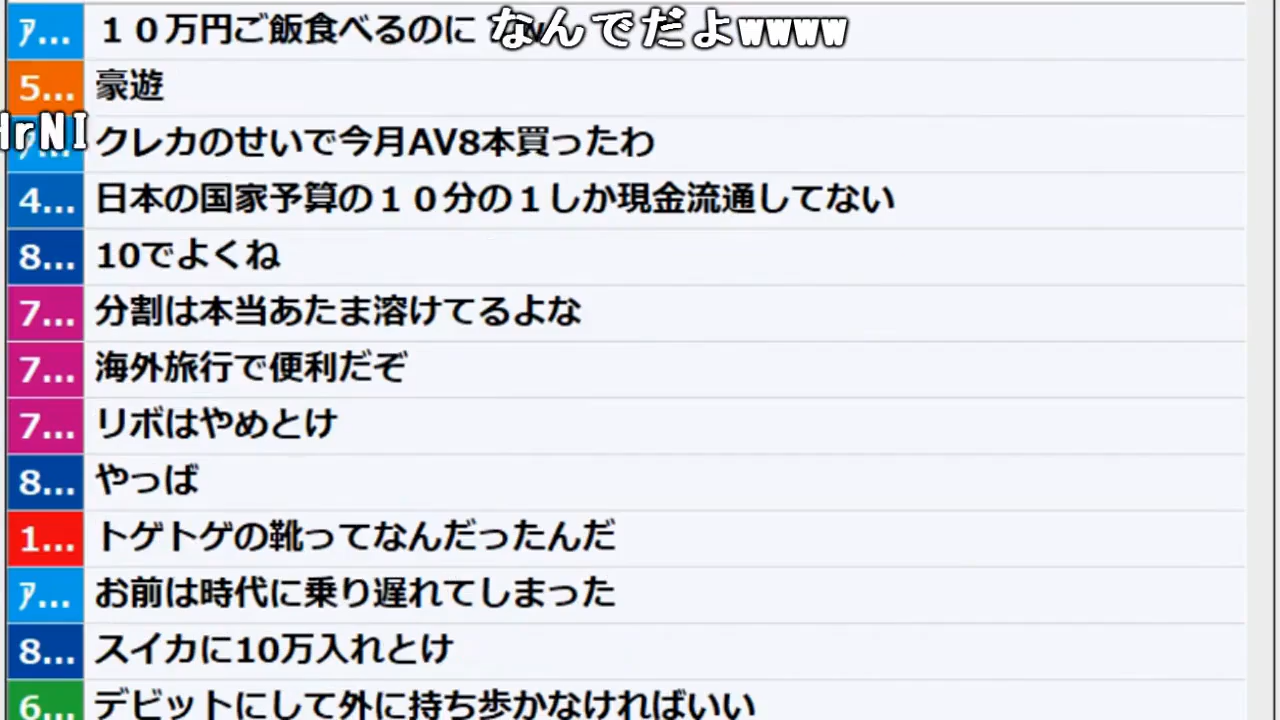 ｱ... １０万円ご飯食べるのに なんでだよwwww
5... 豪遊
HrNI
ｱ... クレカのせいで今月AV8本買ったわ
4... 日本の国家予算の１０分の１しか現金流通してない
8... 10でよくね
7... 分割は本当あたま溶けてるよな
7... 海外旅行で便利だぞ
7... リボはやめとけ
8... やっば
1... トゲトゲの靴ってなんだったんだ
ｱ... お前は時代に乗り遅れてしまった
8... スイカに10万入れとけ
6... デビットにして外に持ち歩かなければいい